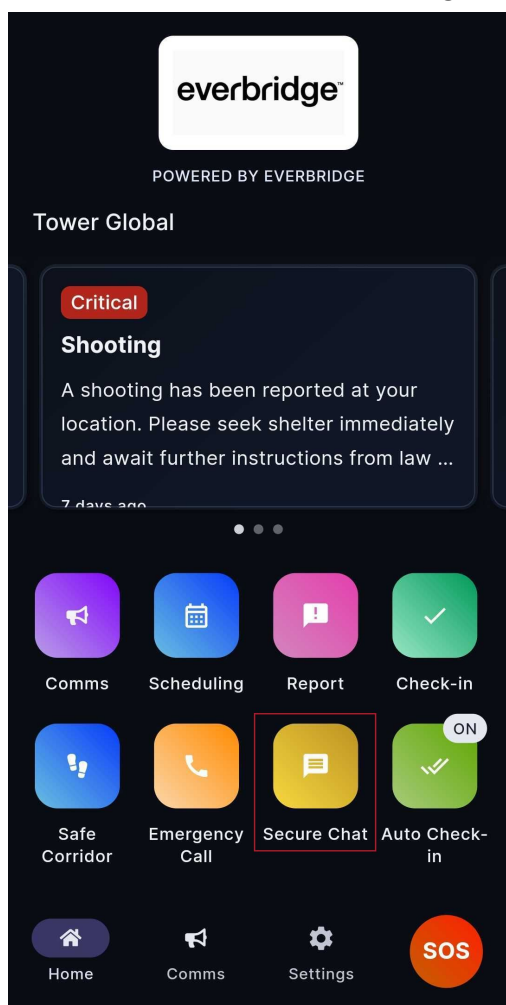 everbridge™
POWERED BY EVERBRIDGE
Tower Global
Critical
Shooting
A shooting has been reported at your
location. Please seek shelter immediately
and await further instructions from law ...
7 days ago
Comms
Scheduling
Report
Check-in
ON
Safe
Corridor
Emergency
Call
Secure Chat
Auto Check-
in
Home
Comms
Settings
SOS